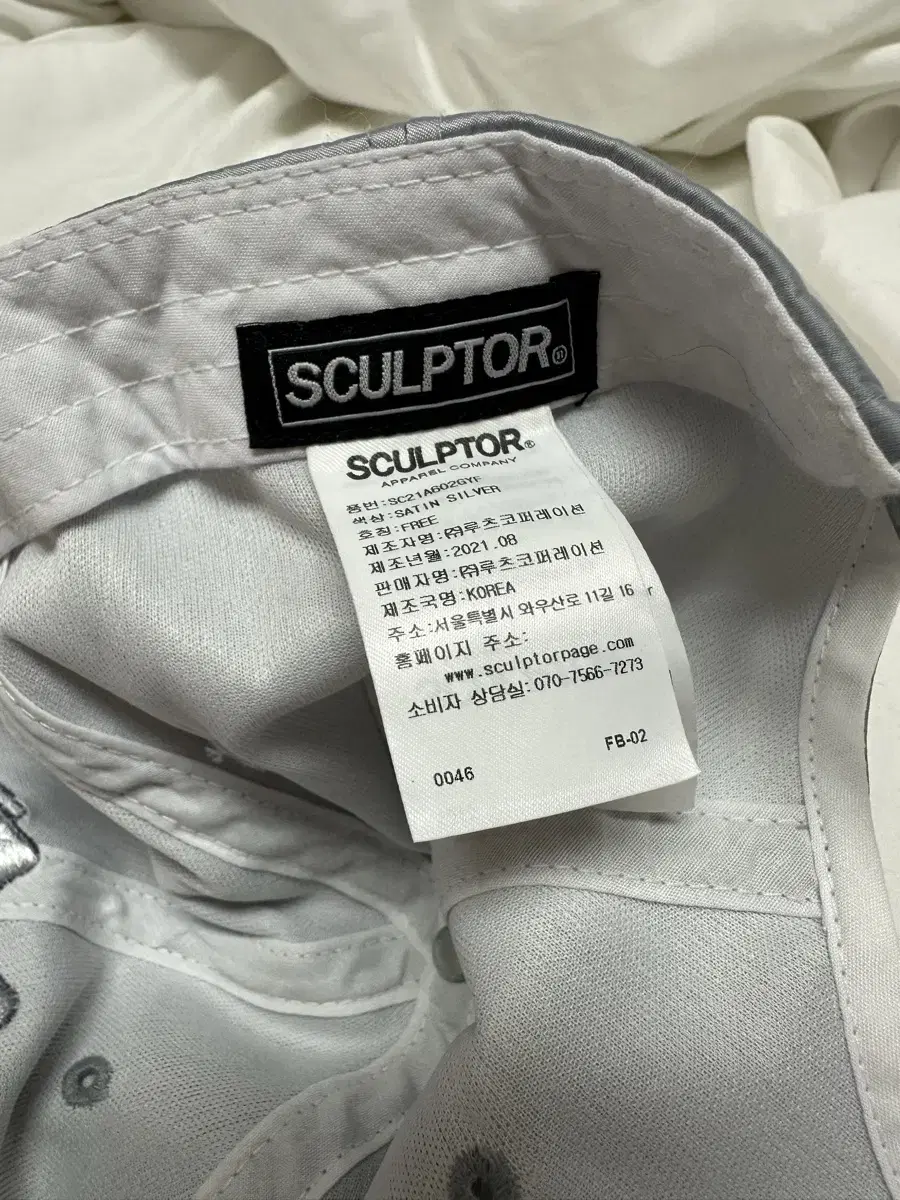 SCULPTOR®
SCULPTOR®
APPAREL COMPANY
품번:SC21A602GYF
색상:SATIN SILVER
호칭:FREE
제조자명:㈜루츠코퍼레이션
제조년월:2021.08
판매자명:㈜루츠코퍼레이션
제조국명:KOREA
주소:서울특별시 와우산로 11길 16
홈페이지 주소:
www.sculptorpage.com
소비자 상담실:070-7566-7273
FB-02
0046